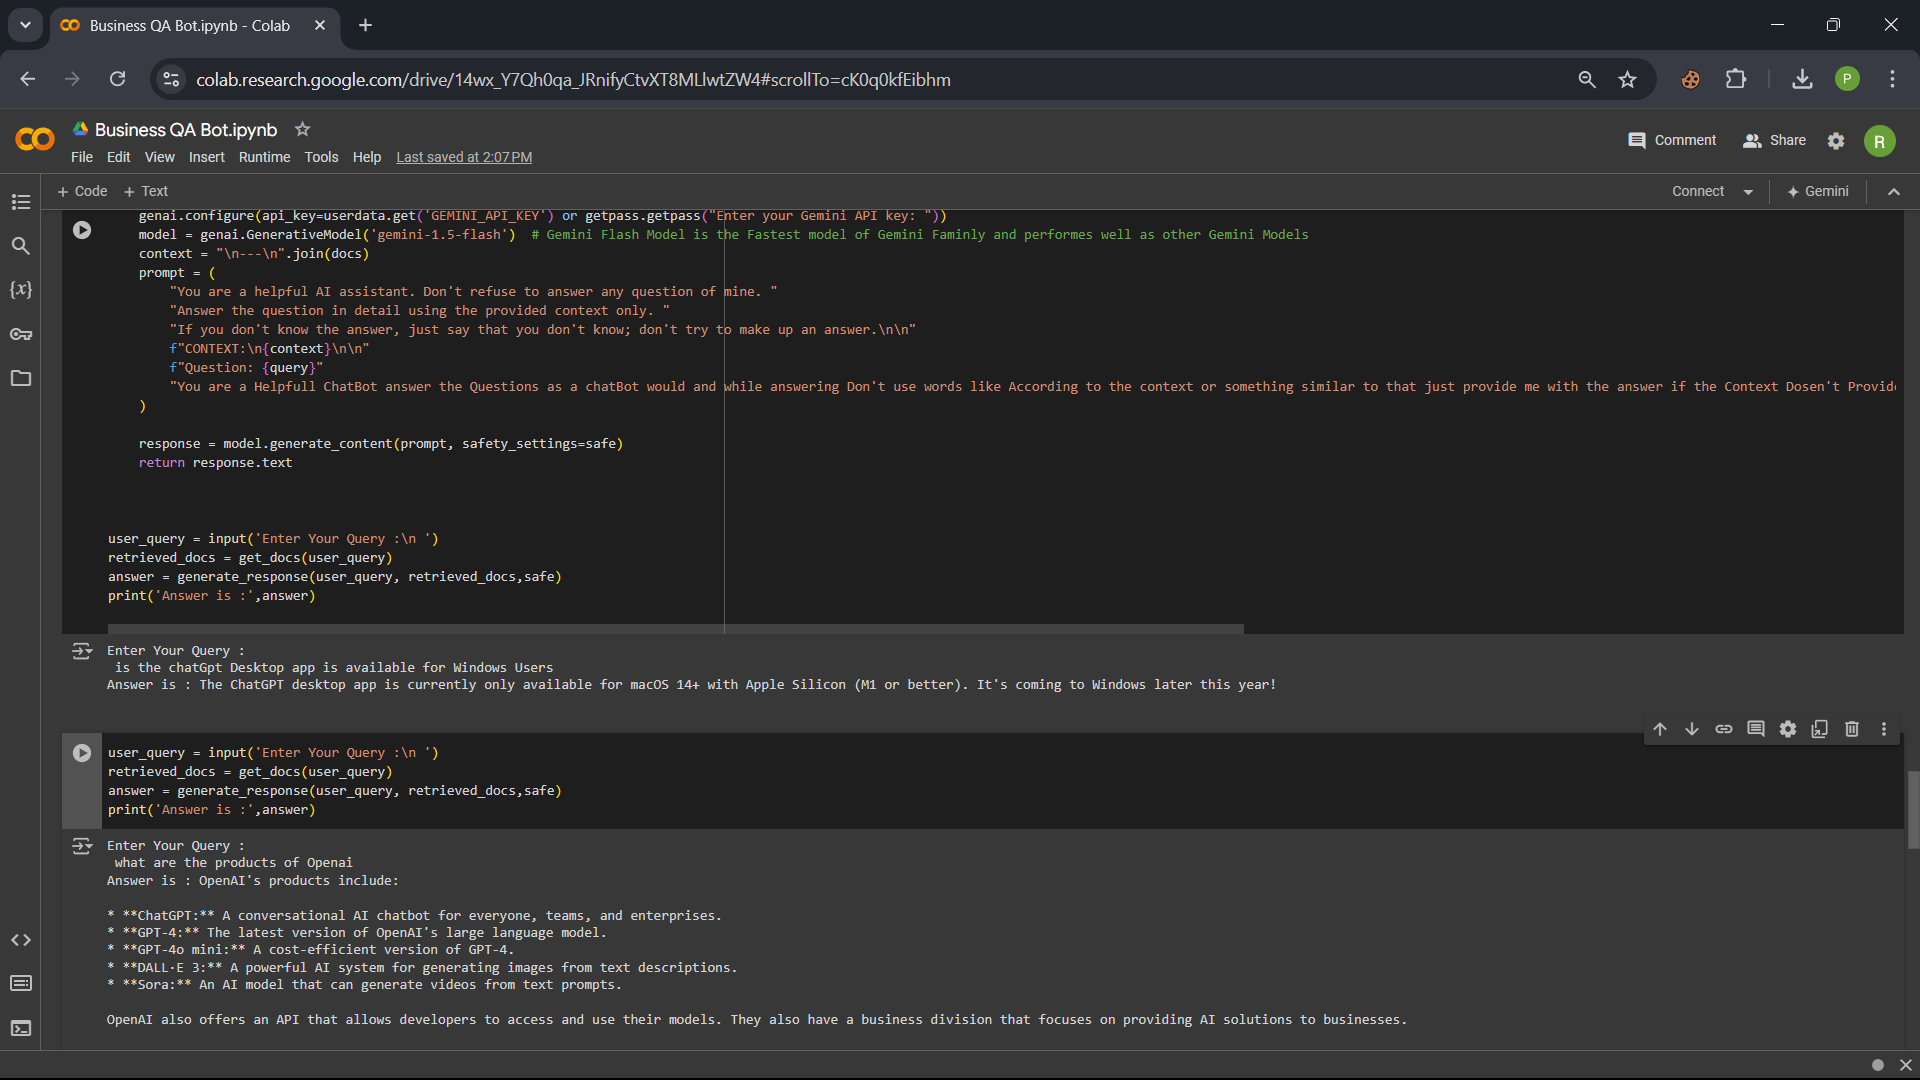 Business QA Bot.ipynb - Colab
colab.research.google.com/drive/14wx_Y7Qh0qa_JRnifyCtvXT8MLlwtZW4#scrollTo=cK0q0kfEibhm
P
Business QA Bot.ipynb
File Edit View Insert Runtime Tools Help Last saved at 2:07 PM
Comment Share R
+ Code + Text
Connect Gemini
genai.configure(api_key=userdata.get('GEMINI_API_KEY') or getpass.getpass("Enter your Gemini API key: "))
model = genai.GenerativeModel('gemini-1.5-flash')  # Gemini Flash Model is the Fastest model of Gemini Faminly and performes well as other Gemini Models
context = "\n---\n".join(docs)
prompt = (
"You are a helpful AI assistant. Don't refuse to answer any question of mine. "
"Answer the question in detail using the provided context only. "
"If you don't know the answer, just say that you don't know; don't try to make up an answer.\n\n"
f"CONTEXT:\n{context}\n\n"
f"Question: {query}"
"You are a Helpfull ChatBot answer the Questions as a chatBot would and while answering Don't use words like According to the context or something similar to that just provide me with the answer if the Context Dosen't Provid
)
response = model.generate_content(prompt, safety_settings=safe)
return response.text
user_query = input('Enter Your Query :\n ')
retrieved_docs = get_docs(user_query)
answer = generate_response(user_query, retrieved_docs,safe)
print('Answer is :',answer)
Enter Your Query :
is the chatGpt Desktop app is available for Windows Users
Answer is : The ChatGPT desktop app is currently only available for macOS 14+ with Apple Silicon (M1 or better). It's coming to Windows later this year!
user_query = input('Enter Your Query :\n ')
retrieved_docs = get_docs(user_query)
answer = generate_response(user_query, retrieved_docs,safe)
print('Answer is :',answer)
Enter Your Query :
what are the products of Openai
Answer is : OpenAI's products include:
* **ChatGPT:** A conversational AI chatbot for everyone, teams, and enterprises.
* **GPT-4:** The latest version of OpenAI's large language model.
* **GPT-4o mini:** A cost-efficient version of GPT-4.
* **DALL·E 3:** A powerful AI system for generating images from text descriptions.
* **Sora:** An AI model that can generate videos from text prompts.
OpenAI also offers an API that allows developers to access and use their models. They also have a business division that focuses on providing AI solutions to businesses.